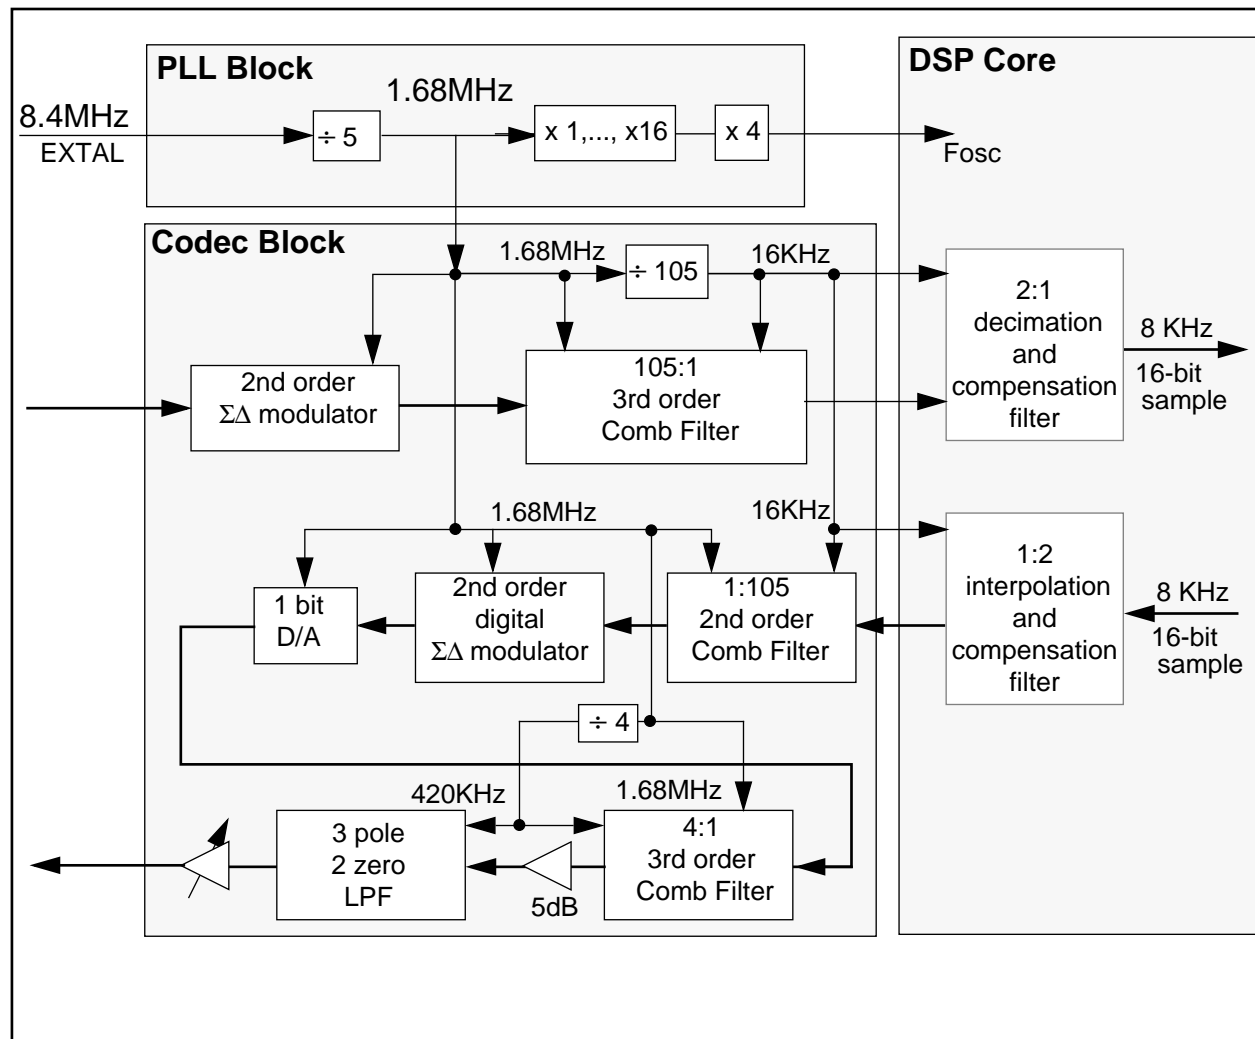 PLL Block
DSP Core
8.4MHz
EXTAL
1.68MHz
÷ 5
x 1,..., x16
x 4
Fosc
Codec Block
1.68MHz
÷ 105
16KHz
2nd order
ΣΔ modulator
105:1
3rd order
Comb Filter
2:1
decimation
and
compensation
filter
8 KHz
16-bit
sample
1.68MHz
16KHz
1 bit
D/A
2nd order
digital
ΣΔ modulator
1:105
2nd order
Comb Filter
1:2
interpolation
and
compensation
filter
8 KHz
16-bit
sample
÷ 4
420KHz
1.68MHz
3 pole
2 zero
LPF
5dB
4:1
3rd order
Comb Filter